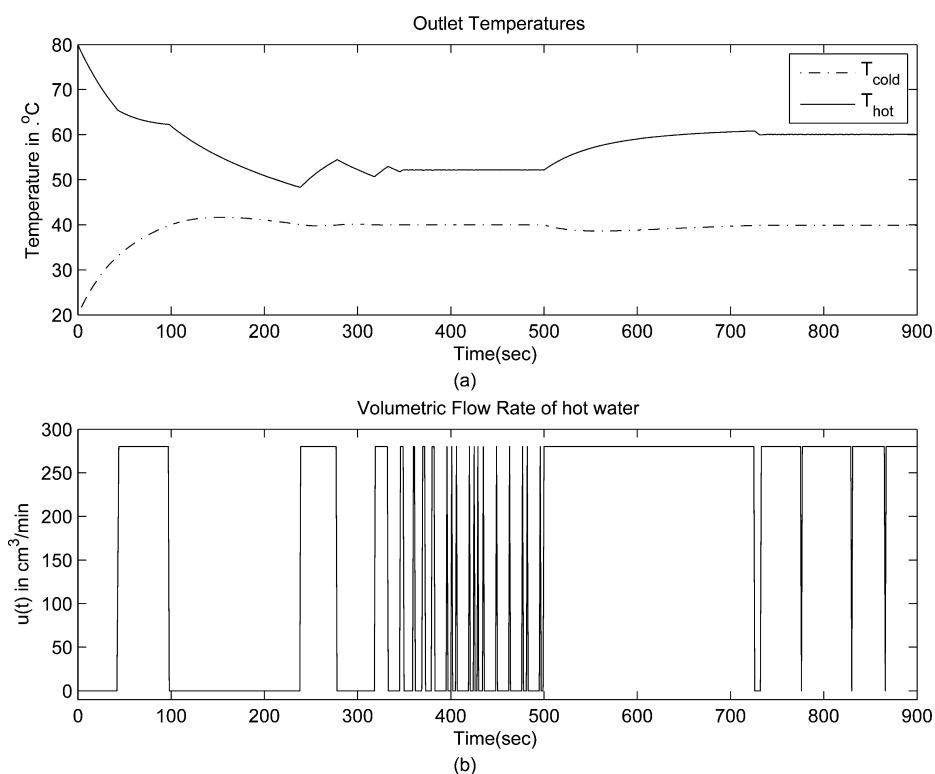 Outlet Temperatures
80
70
60
50
40
30
20
Temperature in .°C
T_cold
T_hot
0 100 200 300 400 500 600 700 800 900
Time(sec)
(a)
Volumetric Flow Rate of hot water
300
250
200
150
100
50
0
u(t) in cm³/min
0 100 200 300 400 500 600 700 800 900
Time(sec)
(b)